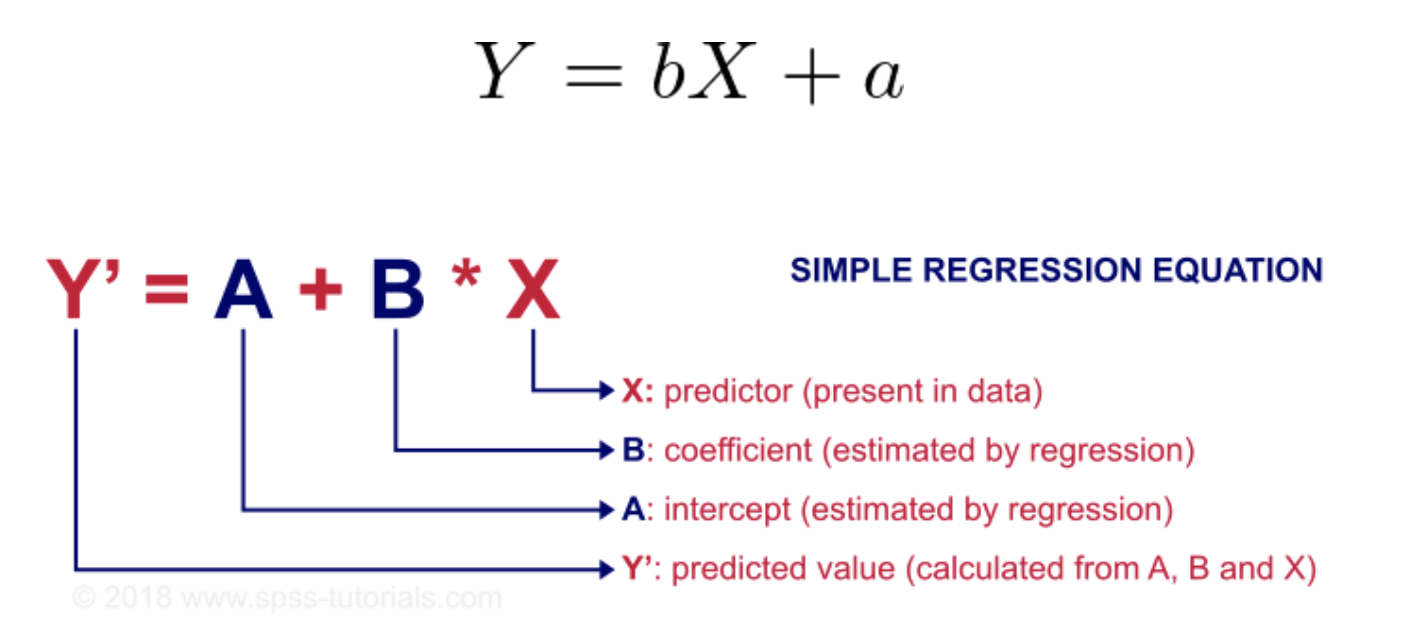 Y = bX + a
Y’ = A + B * X
SIMPLE REGRESSION EQUATION
X: predictor (present in data)
B: coefficient (estimated by regression)
A: intercept (estimated by regression)
Y’: predicted value (calculated from A, B and X)
© 2018 www.spss-tutorials.com